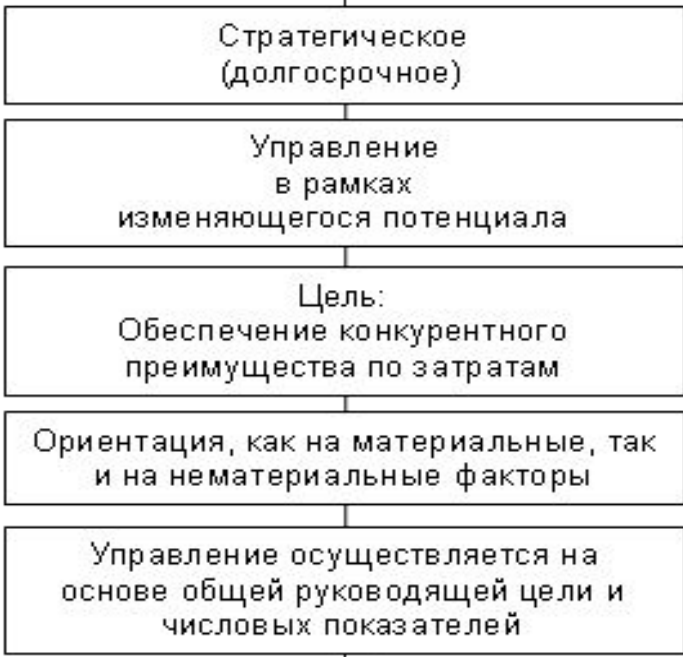 Стратегическое
(долгосрочное)
Управление
в рамках
изменяющегося потенциала
Цель:
Обеспечение конкурентного
преимущества по затратам
Ориентация, как на материальные, так
и на нематериальные факторы
Управление осуществляется на
основе общей руководящей цели и
числовых показателей